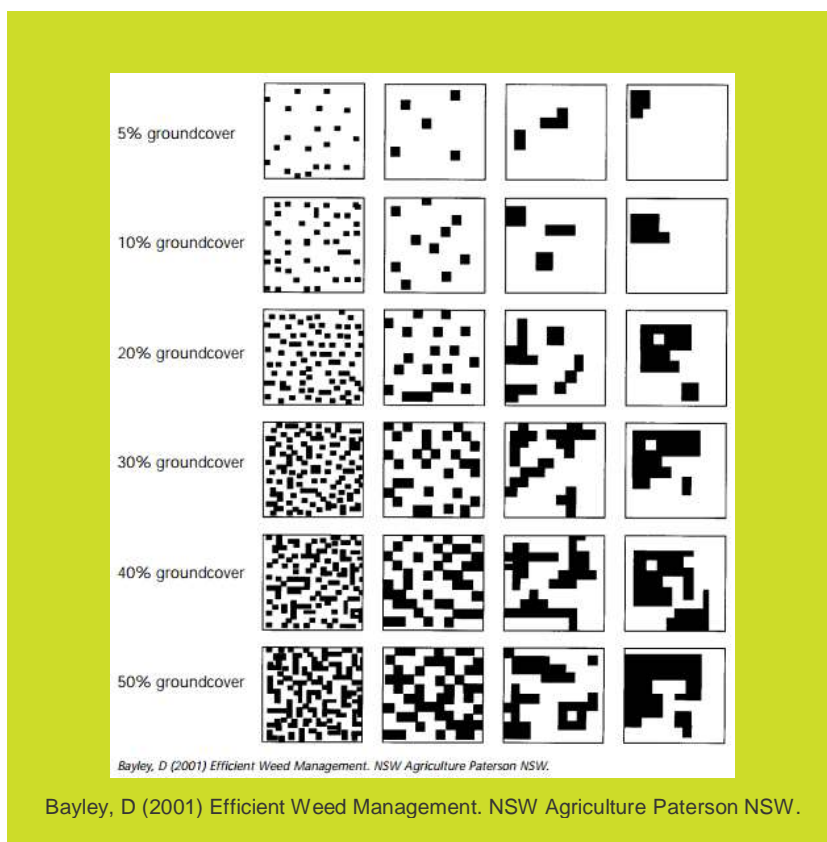 5% groundcover
10% groundcover
20% groundcover
30% groundcover
40% groundcover
50% groundcover
Bayley, D (2001) Efficient Weed Management. NSW Agriculture Paterson NSW.
Bayley, D (2001) Efficient Weed Management. NSW Agriculture Paterson NSW.